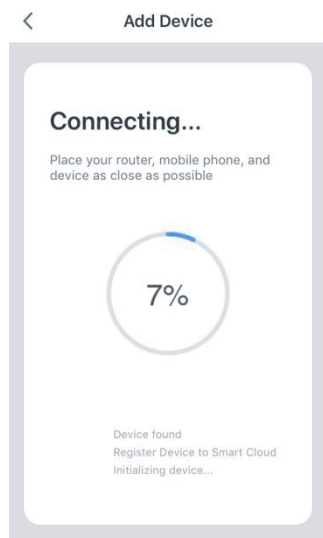 Add Device
Connecting...
Place your router, mobile phone, and
device as close as possible
7%
Device found
Register Device to Smart Cloud
Initializing device...